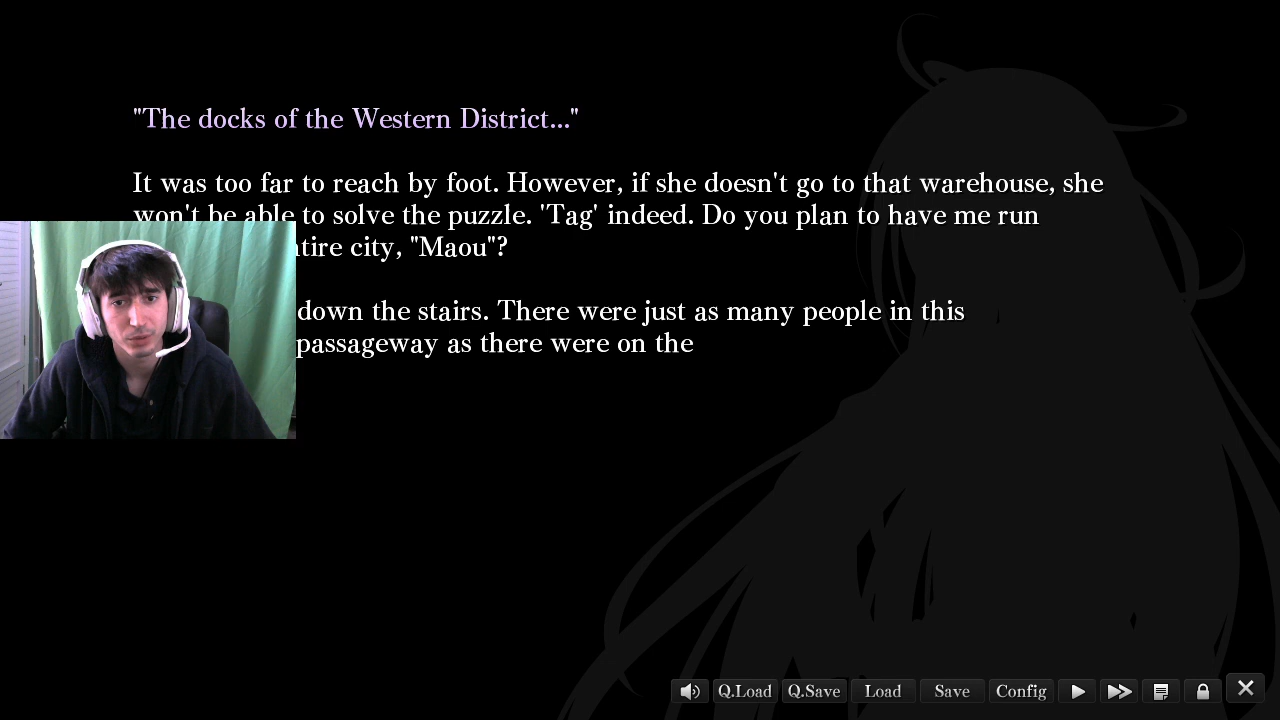 "The docks of the Western District..."
It was too far to reach by foot. However, if she doesn't go to that warehouse, she
won't be able to solve the puzzle. 'Tag' indeed. Do you plan to have me run
city, "Maou"?
down the stairs. There were just as many people in this
passageway as there were on the
Q.Load Q.Save Load Save Config